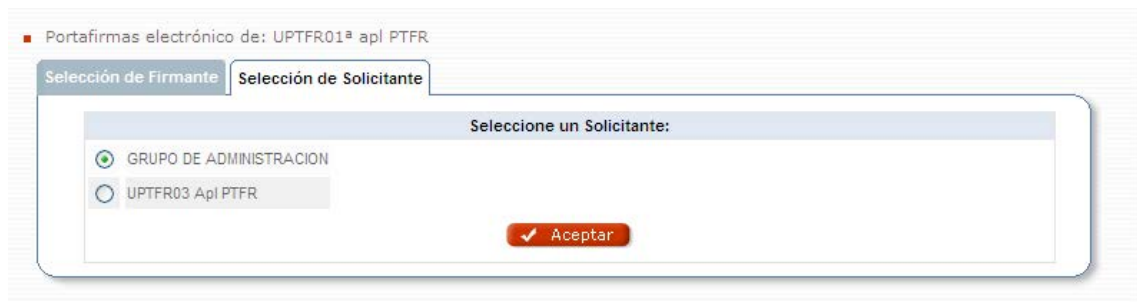 Portafirmas electrónico de: UPTFR01ª apl PTFR
Selección de Firmante Selección de Solicitante
Seleccione un Solicitante:
GRUPO DE ADMINISTRACION
UPTFR03 Apl PTFR
Aceptar